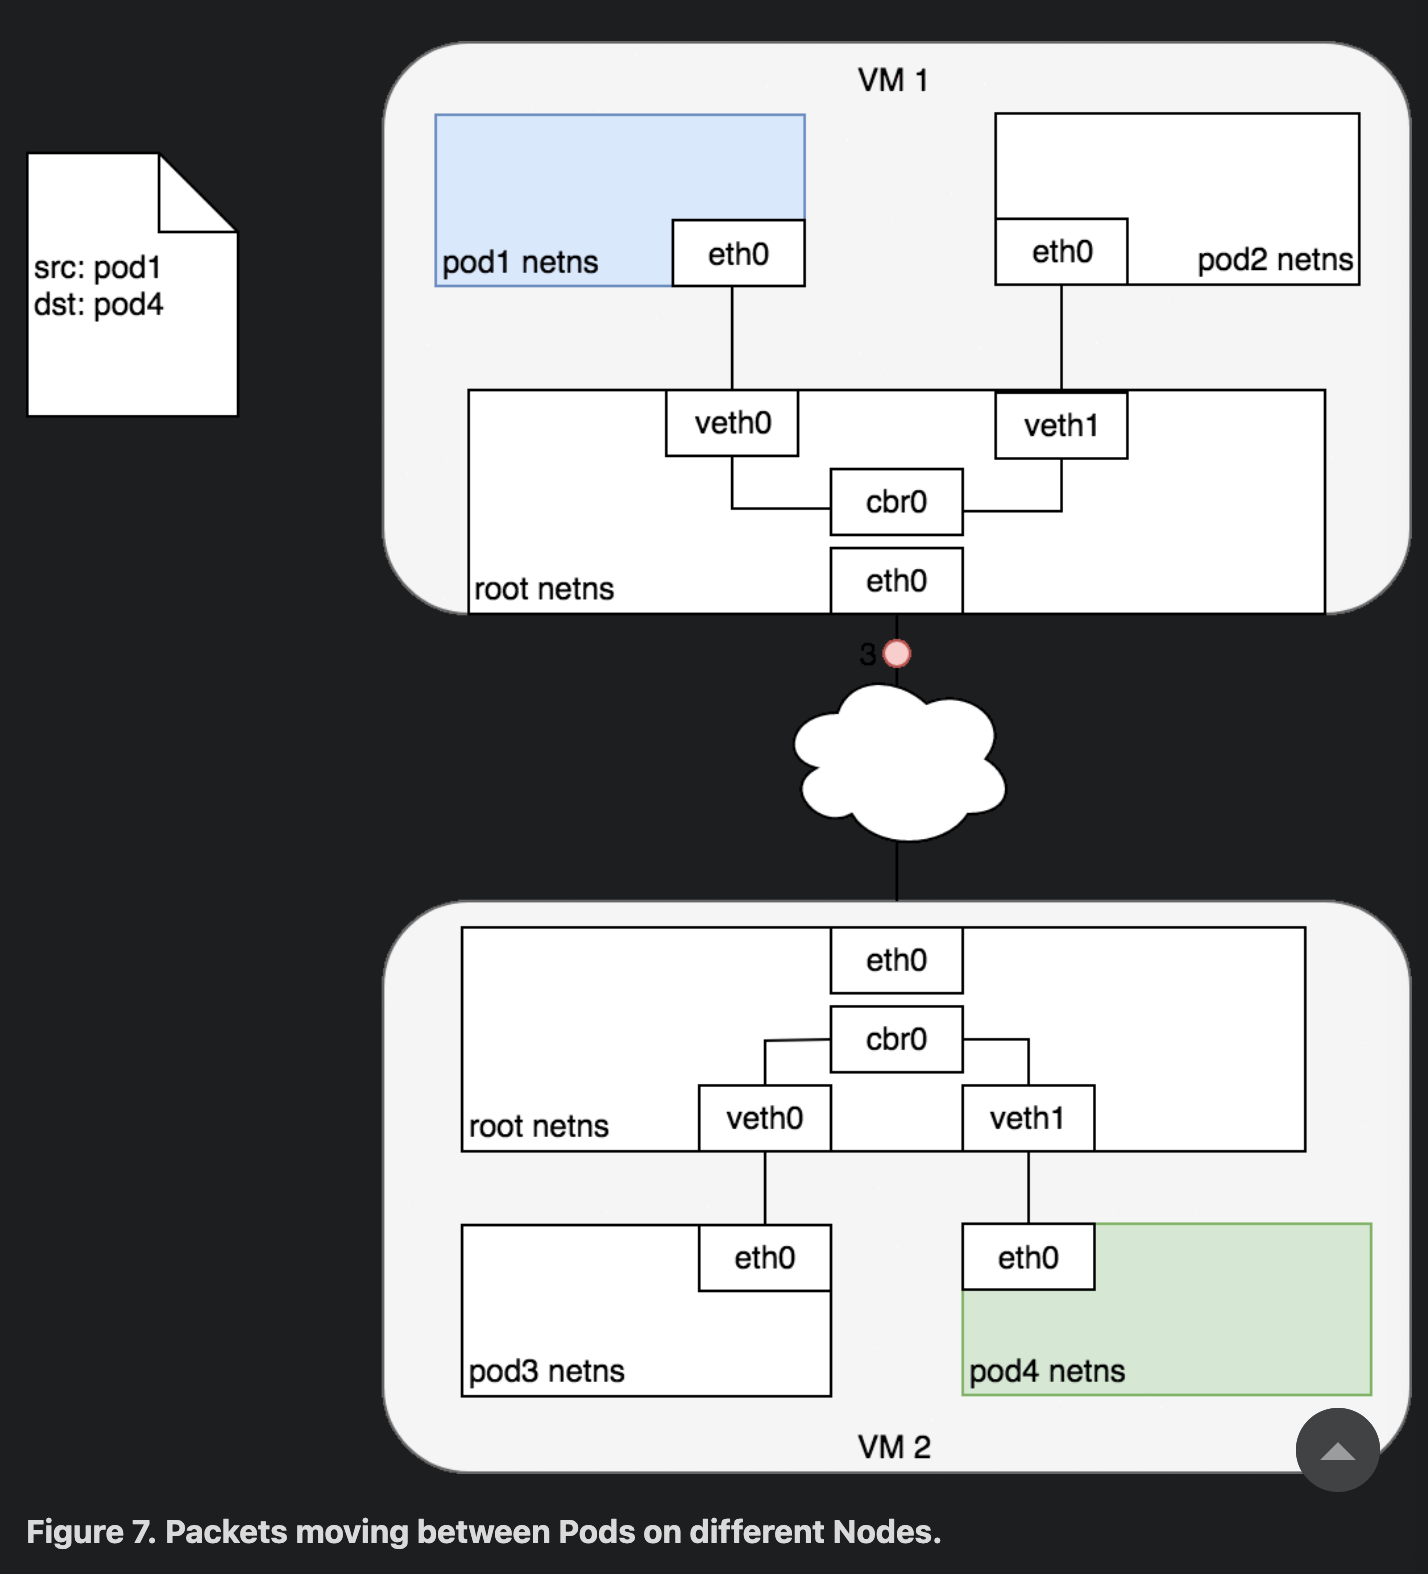 VM 1
src: pod1
dst: pod4
pod1 netns
eth0
eth0
pod2 netns
veth0
veth1
cbr0
eth0
root netns
3
eth0
cbr0
veth0
veth1
root netns
eth0
eth0
pod3 netns
pod4 netns
VM 2
Figure 7. Packets moving between Pods on different Nodes.